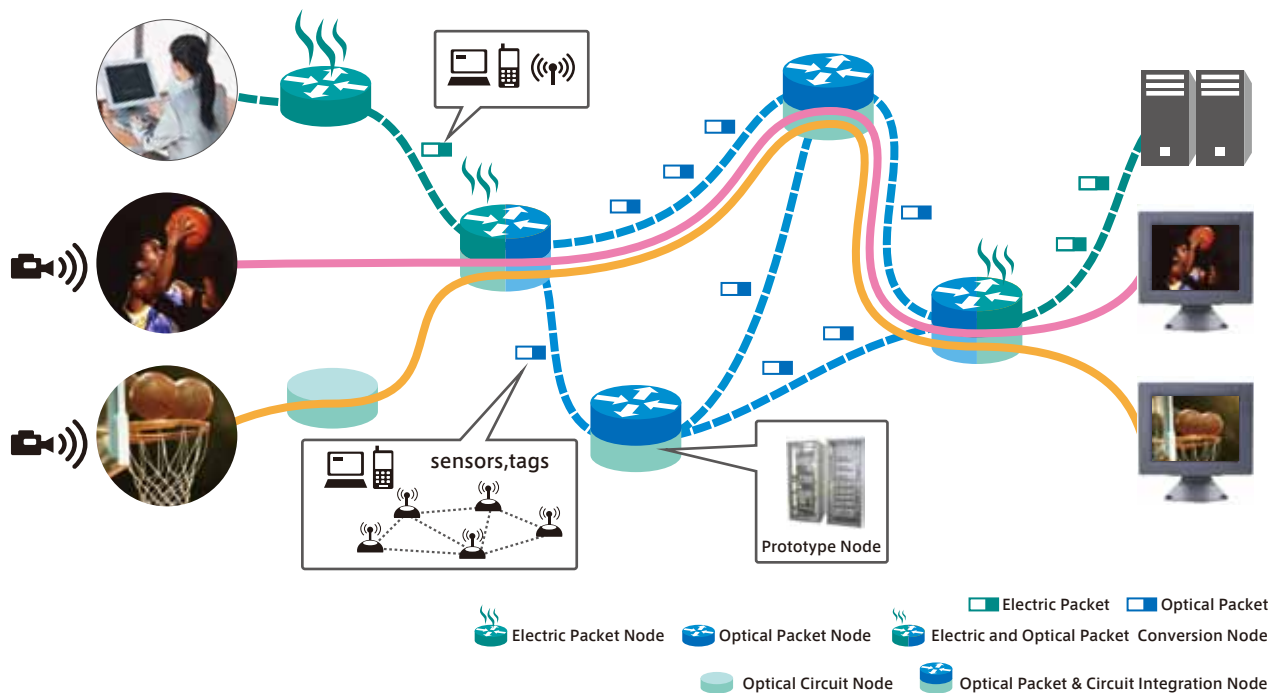 sensors,tags
Prototype Node
Electric Packet
Optical Packet
Electric Packet Node
Optical Packet Node
Electric and Optical Packet Conversion Node
Optical Circuit Node
Optical Packet & Circuit Integration Node